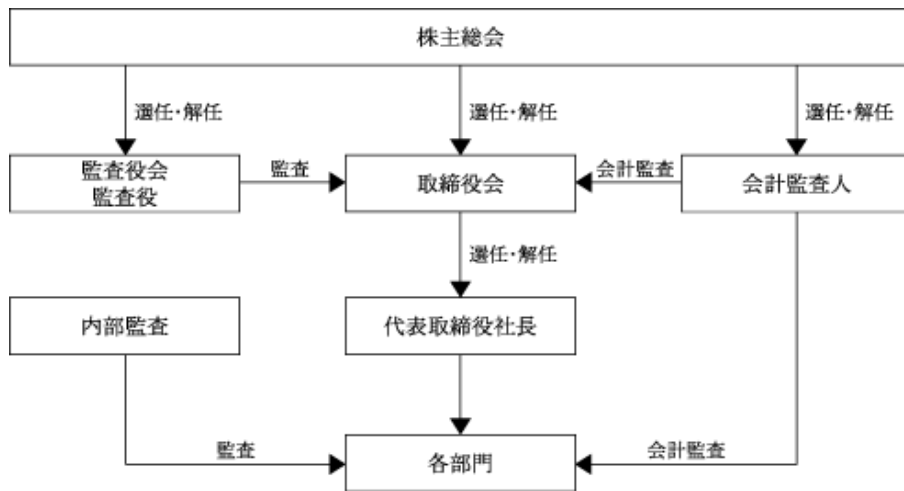 株主総会
選任・解任
選任・解任
選任・解任
監査役会
監査役
監査
取締役会
会計監査
会計監査人
選任・解任
内部監査
代表取締役社長
監査
各部門
会計監査